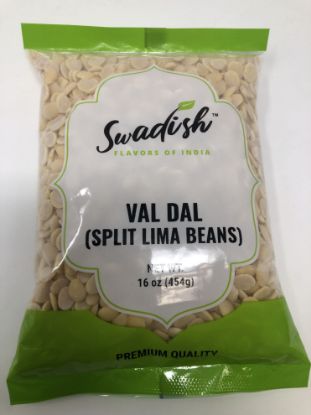 Swadish™
FLAVORS OF INDIA
VAL DAL
(SPLIT LIMA BEANS)
NET WT.
16 oz (454g)
PREMIUM QUALITY